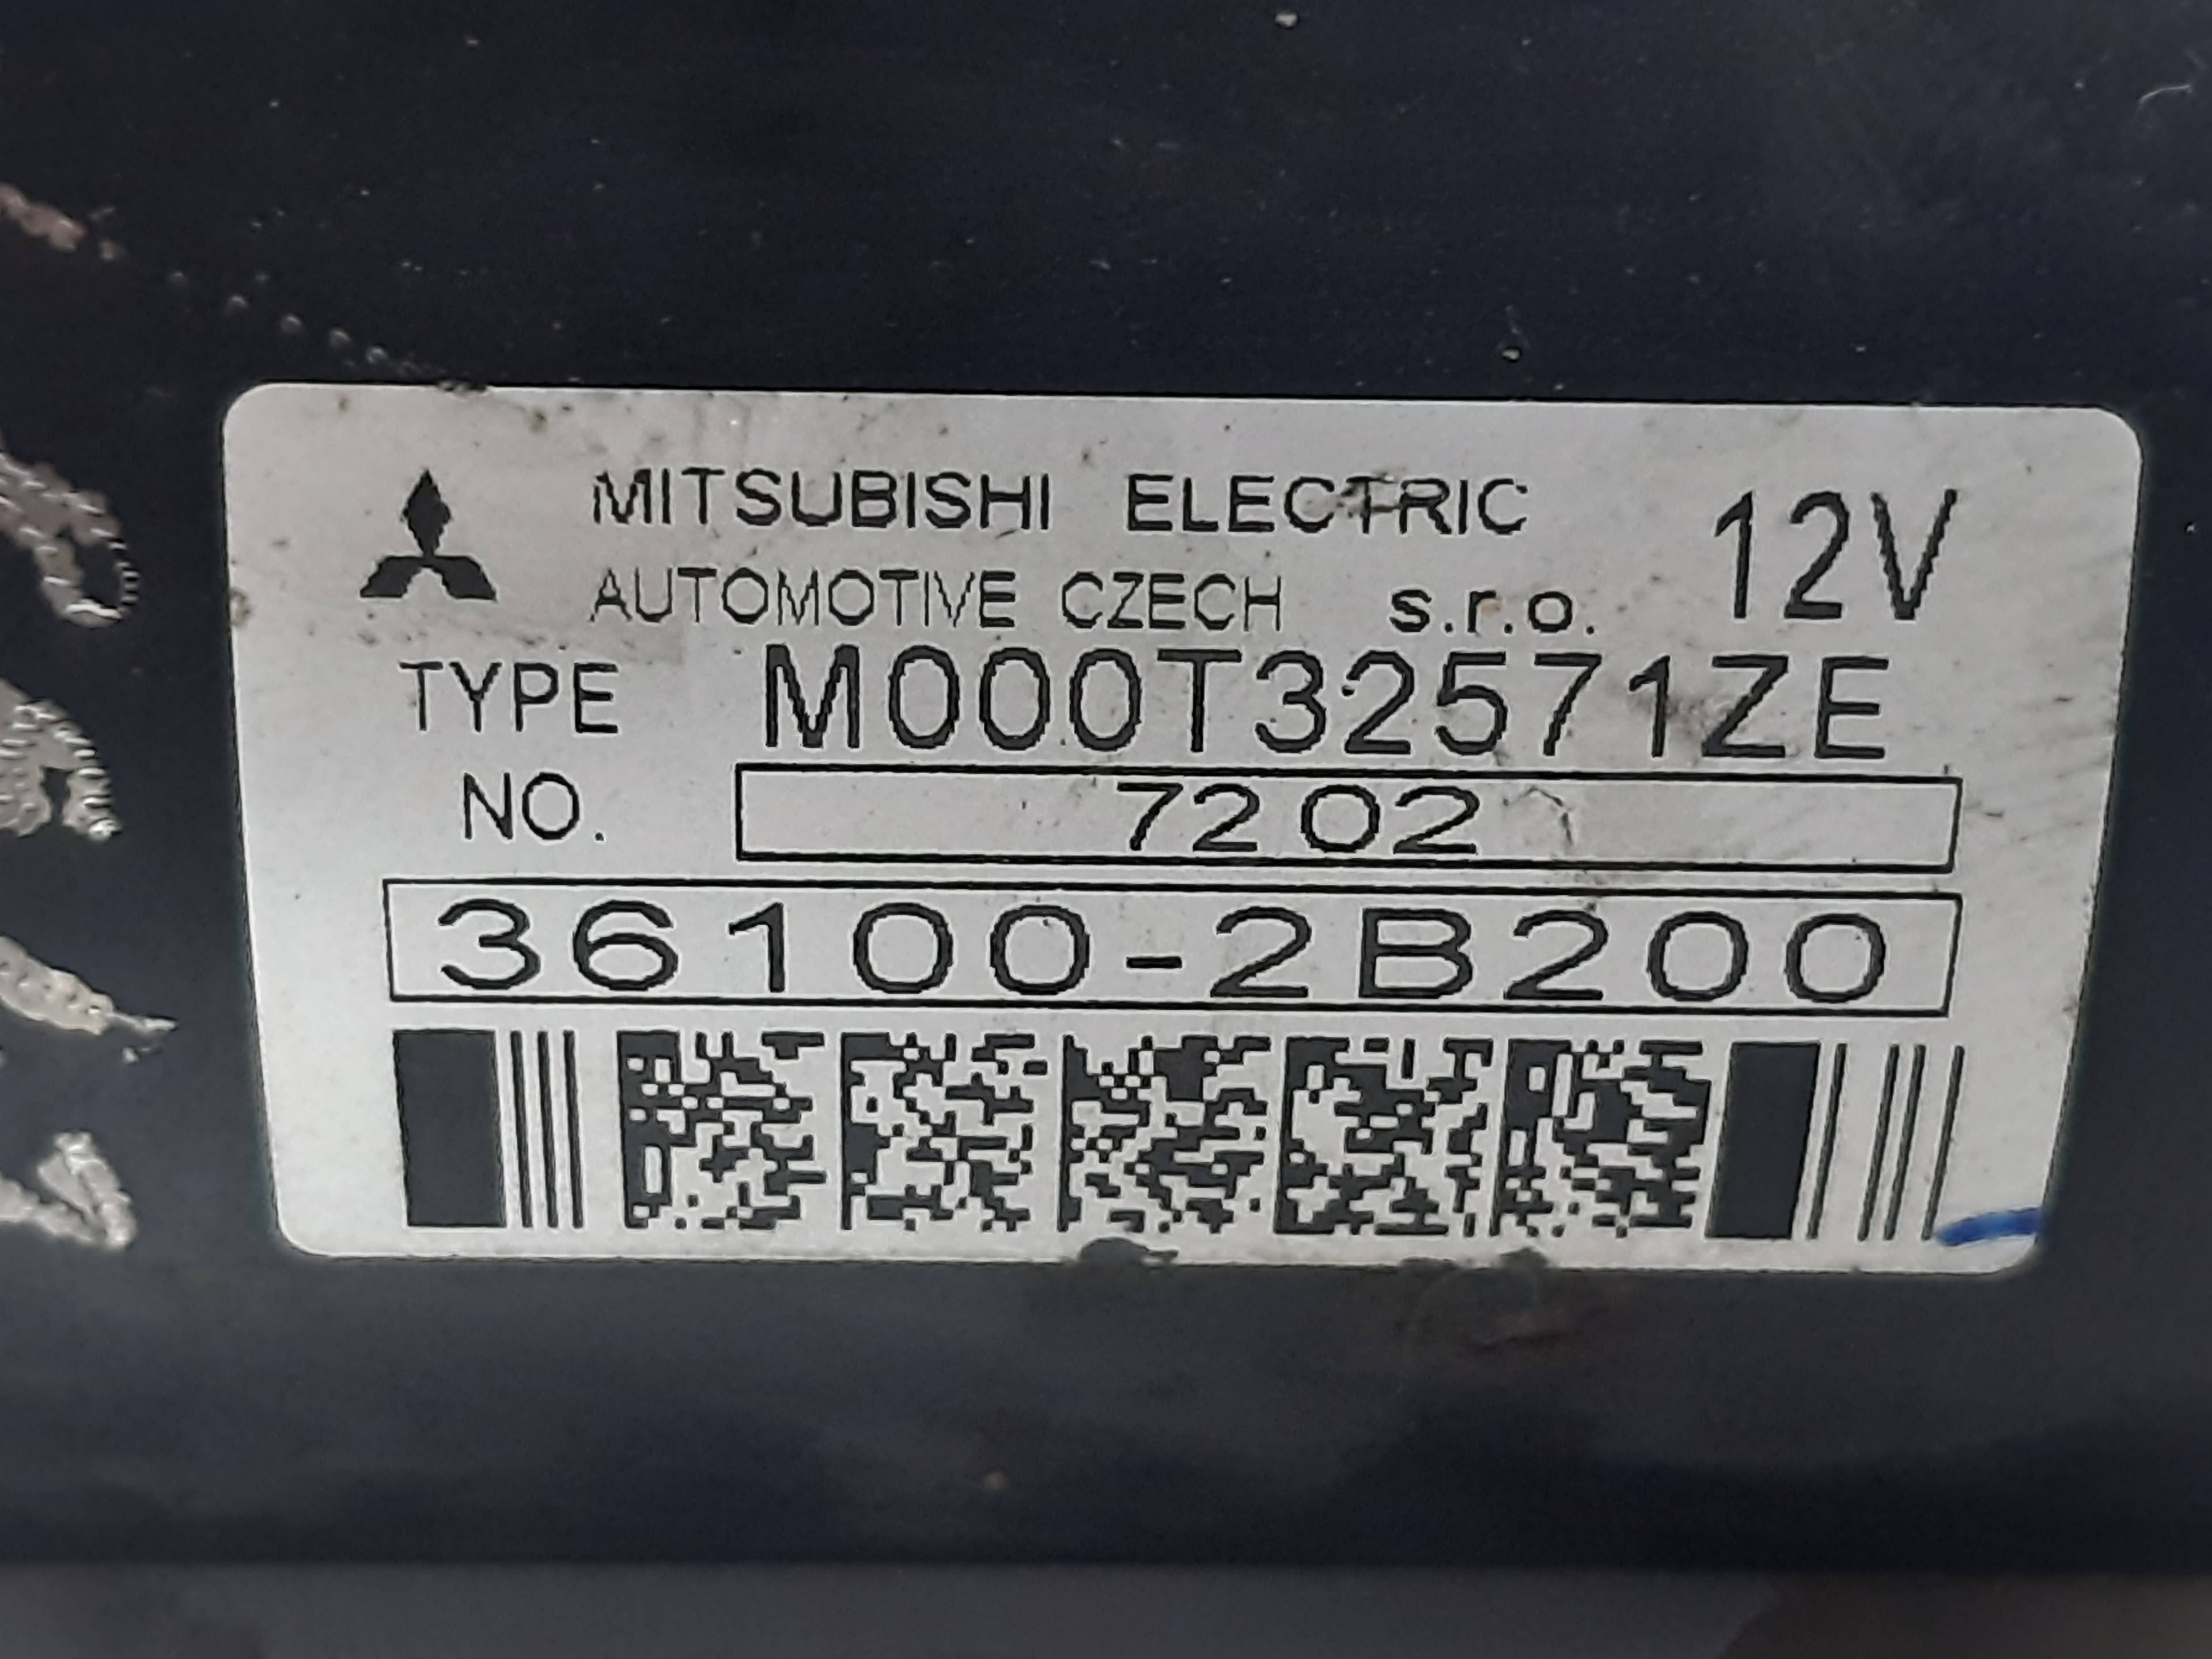 MITSUBISHI ELECTRIC 12V
AUTOMOTIVE CZECH s.r.o.
TYPE M000T32571ZE
NO. 7202
36100-2B200